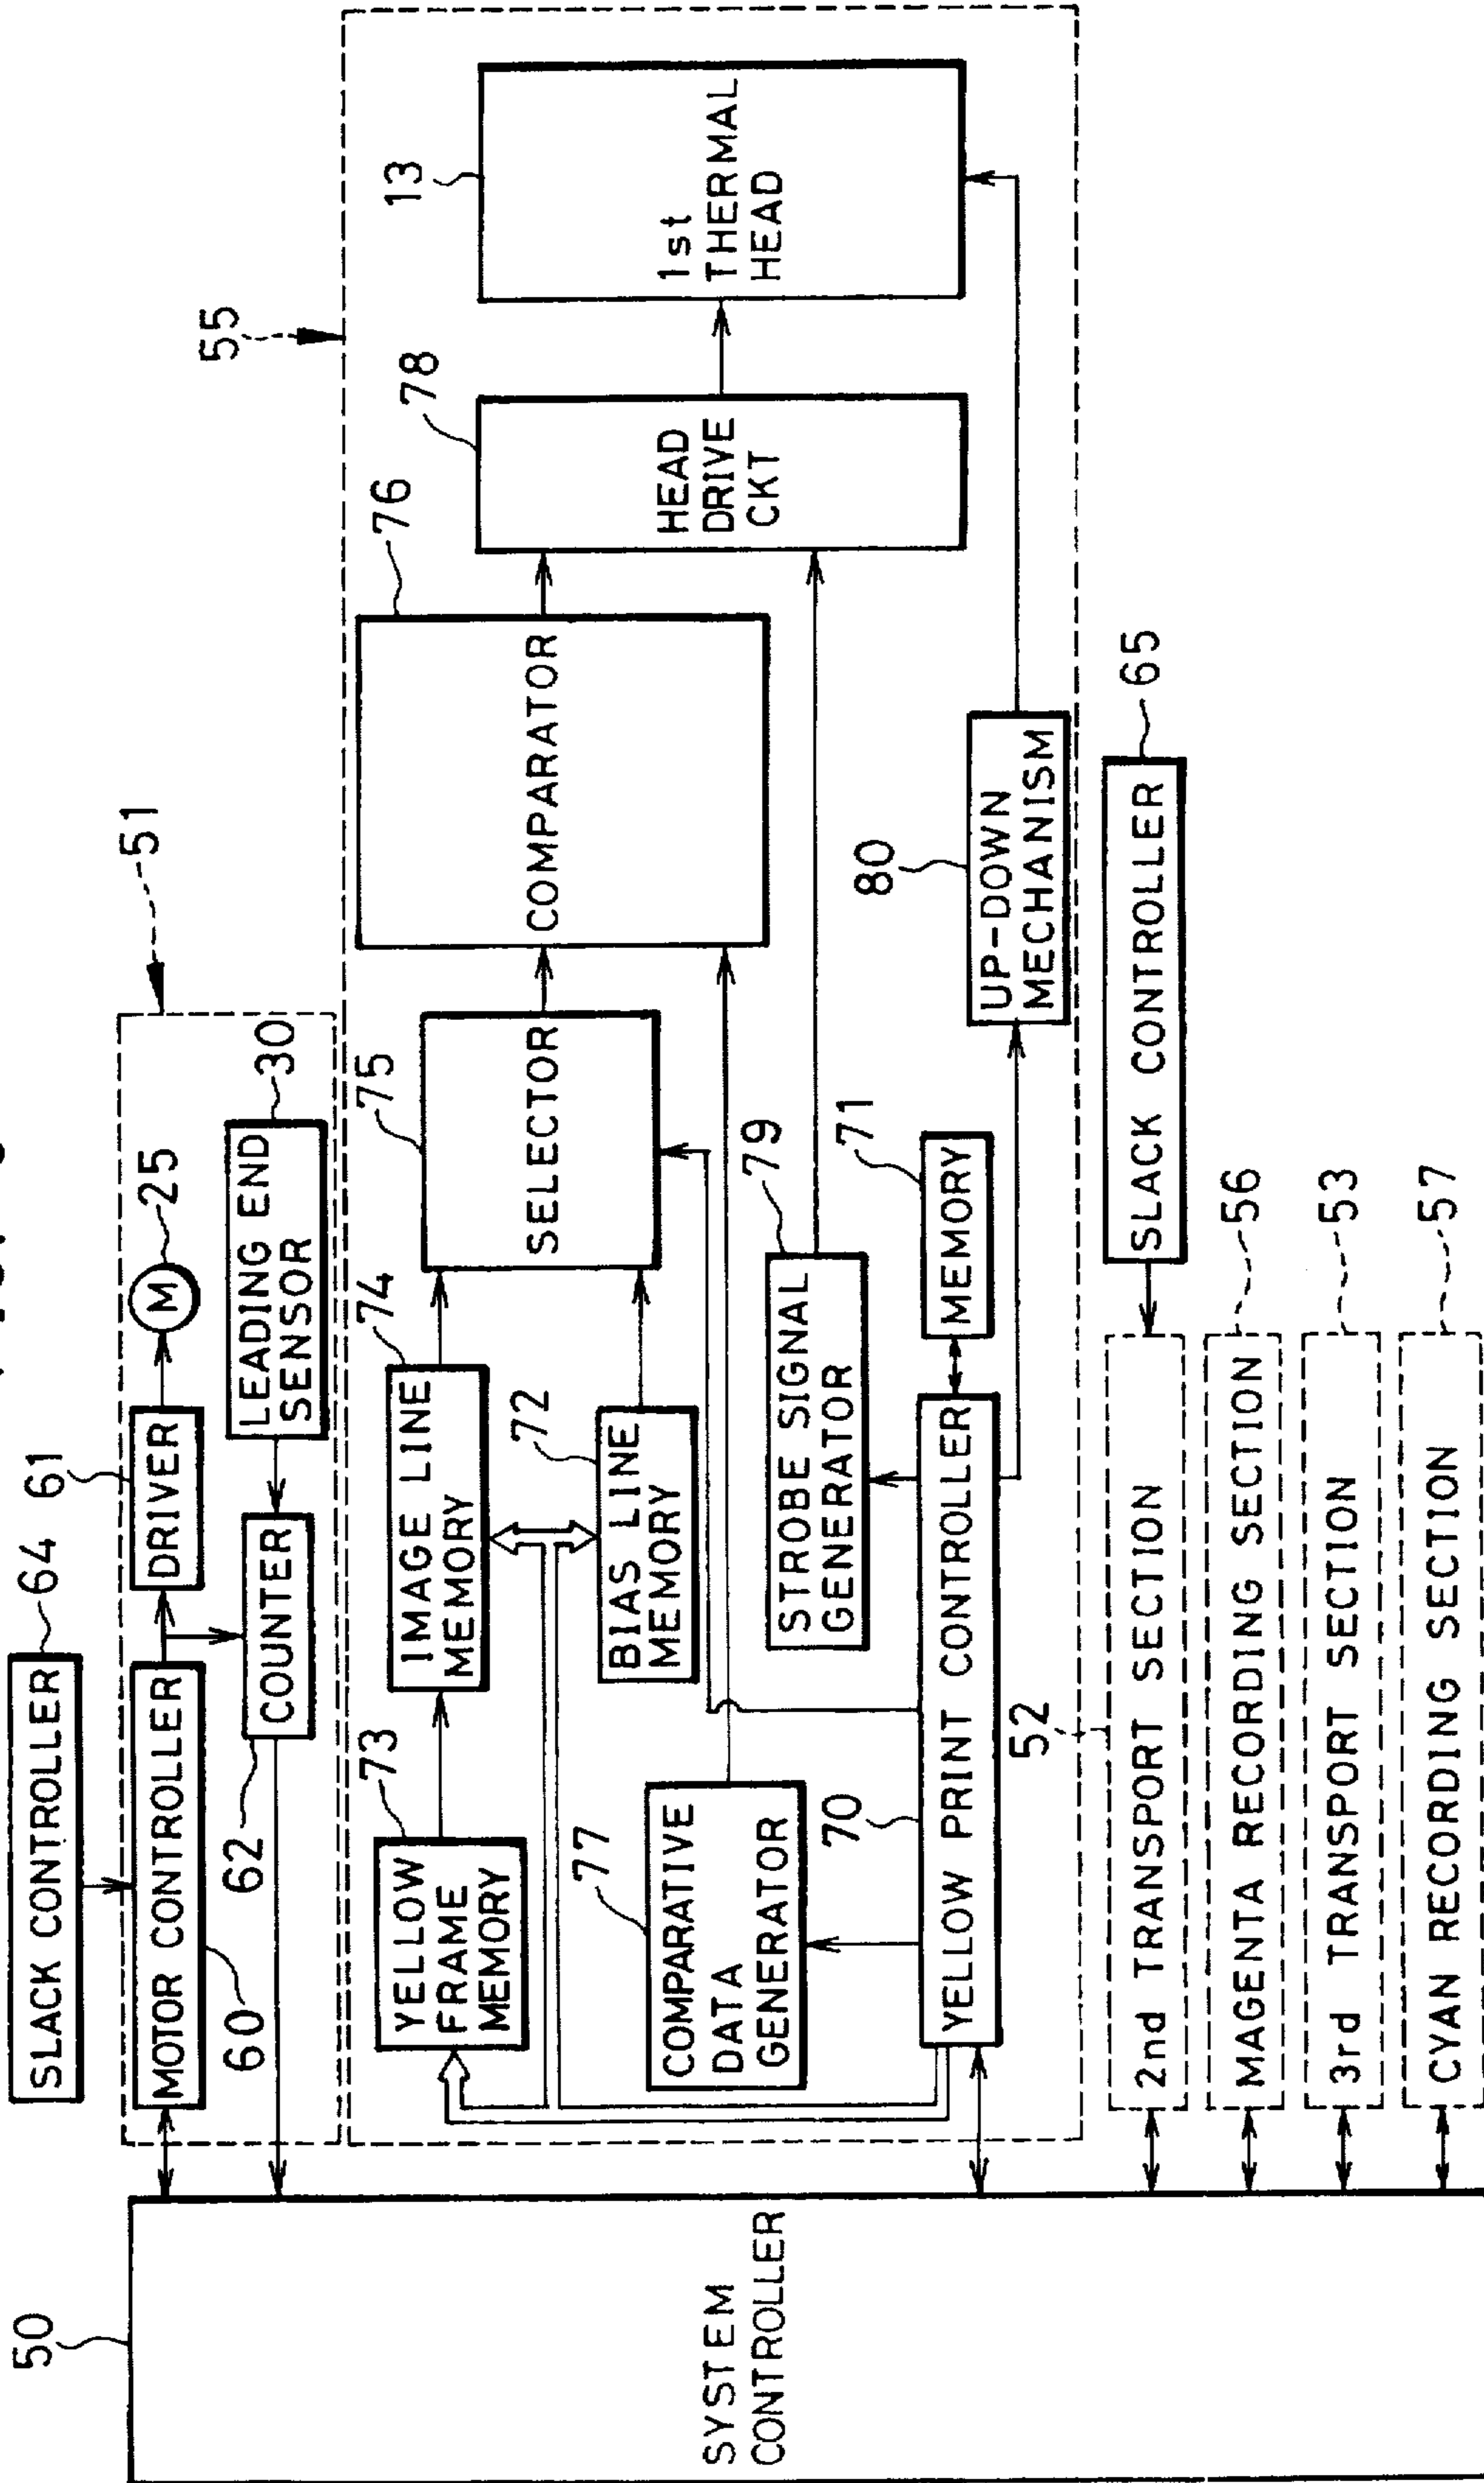 50
SYSTEM
CONTROLLER
SLACK CONTROLLER
64
51
MOTOR CONTROLLER
60
DRIVER
61
M
25
COUNTER
62
LEADING END
SENSOR
30
55
YELLOW
FRAME
MEMORY
73
IMAGE LINE
MEMORY
74
BIAS LINE
MEMORY
72
SELECTOR
75
COMPARATOR
76
HEAD
DRIVE
CKT
78
1st
THERMAL
HEAD
13
COMPARATIVE
DATA
GENERATOR
77
STROBE SIGNAL
GENERATOR
79
YELLOW PRINT CONTROLLER
70
MEMORY
71
UP-DOWN
MECHANISM
80
2nd TRANSPORT SECTION
52
SLACK CONTROLLER
65
MAGENTA RECORDING SECTION
56
3rd TRANSPORT SECTION
53
CYAN RECORDING SECTION
57